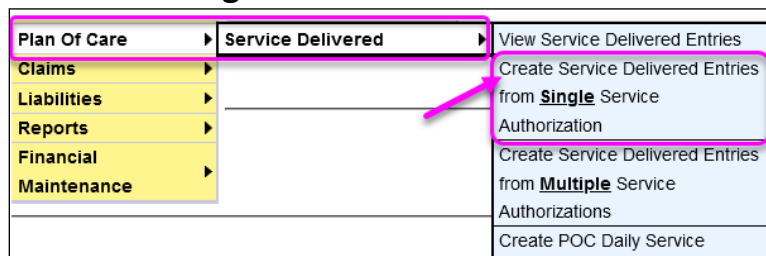 Plan Of Care
Claims
Liabilities
Reports
Financial
Maintenance
Service Delivered
View Service Delivered Entries
Create Service Delivered Entries
from Single Service
Authorization
Create Service Delivered Entries
from Multiple Service
Authorizations
Create POC Daily Service